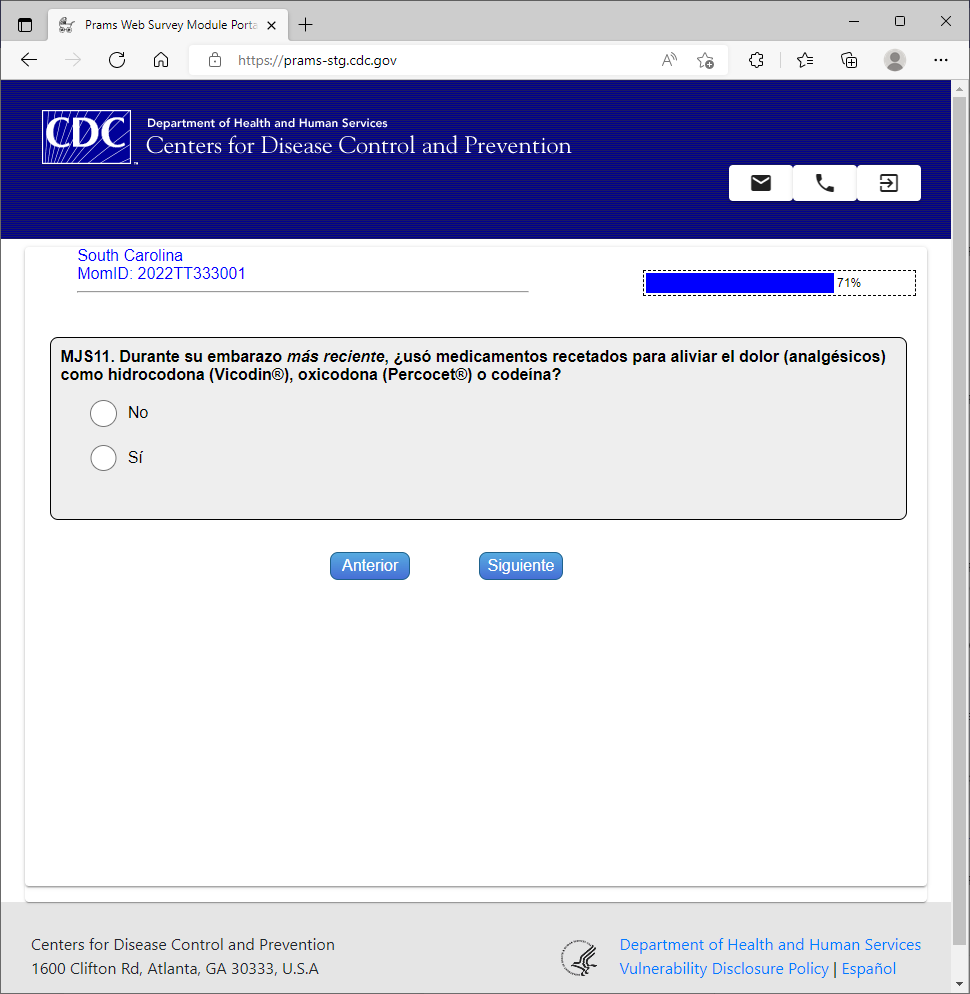 Prams Web Survey Module Porta
https://prams-stg.cdc.gov
CDC
Department of Health and Human Services
Centers for Disease Control and Prevention
South Carolina
MomID: 2022TT333001
71%
MJS11. Durante su embarazo más reciente, ¿usó medicamentos recetados para aliviar el dolor (analgésicos)
como hidrocodona (Vicodin®), oxicodona (Percocet®) o codeína?
No
Sí
Anterior
Siguiente
Centers for Disease Control and Prevention
1600 Clifton Rd, Atlanta, GA 30333, U.S.A
Department of Health and Human Services
Vulnerability Disclosure Policy | Español